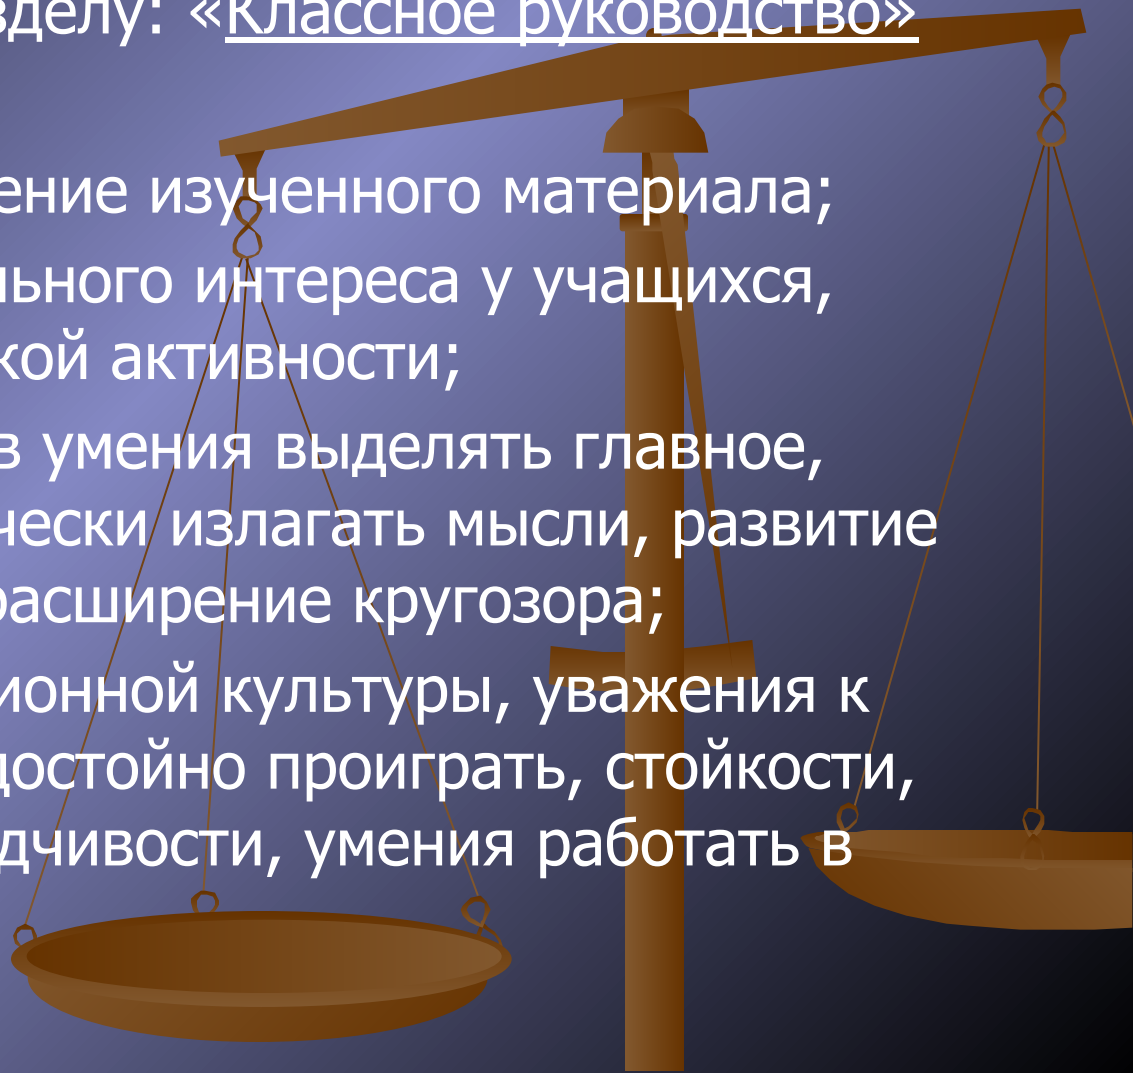 зделу: «Классное руководство»
ение изученного материала;
льного интереса у учащихся,
кой активности;
в умения выделять главное,
чески излагать мысли, развитие
расширение кругозора;
ионной культуры, уважения к
достойно проиграть, стойкости,
дчивости, умения работать в